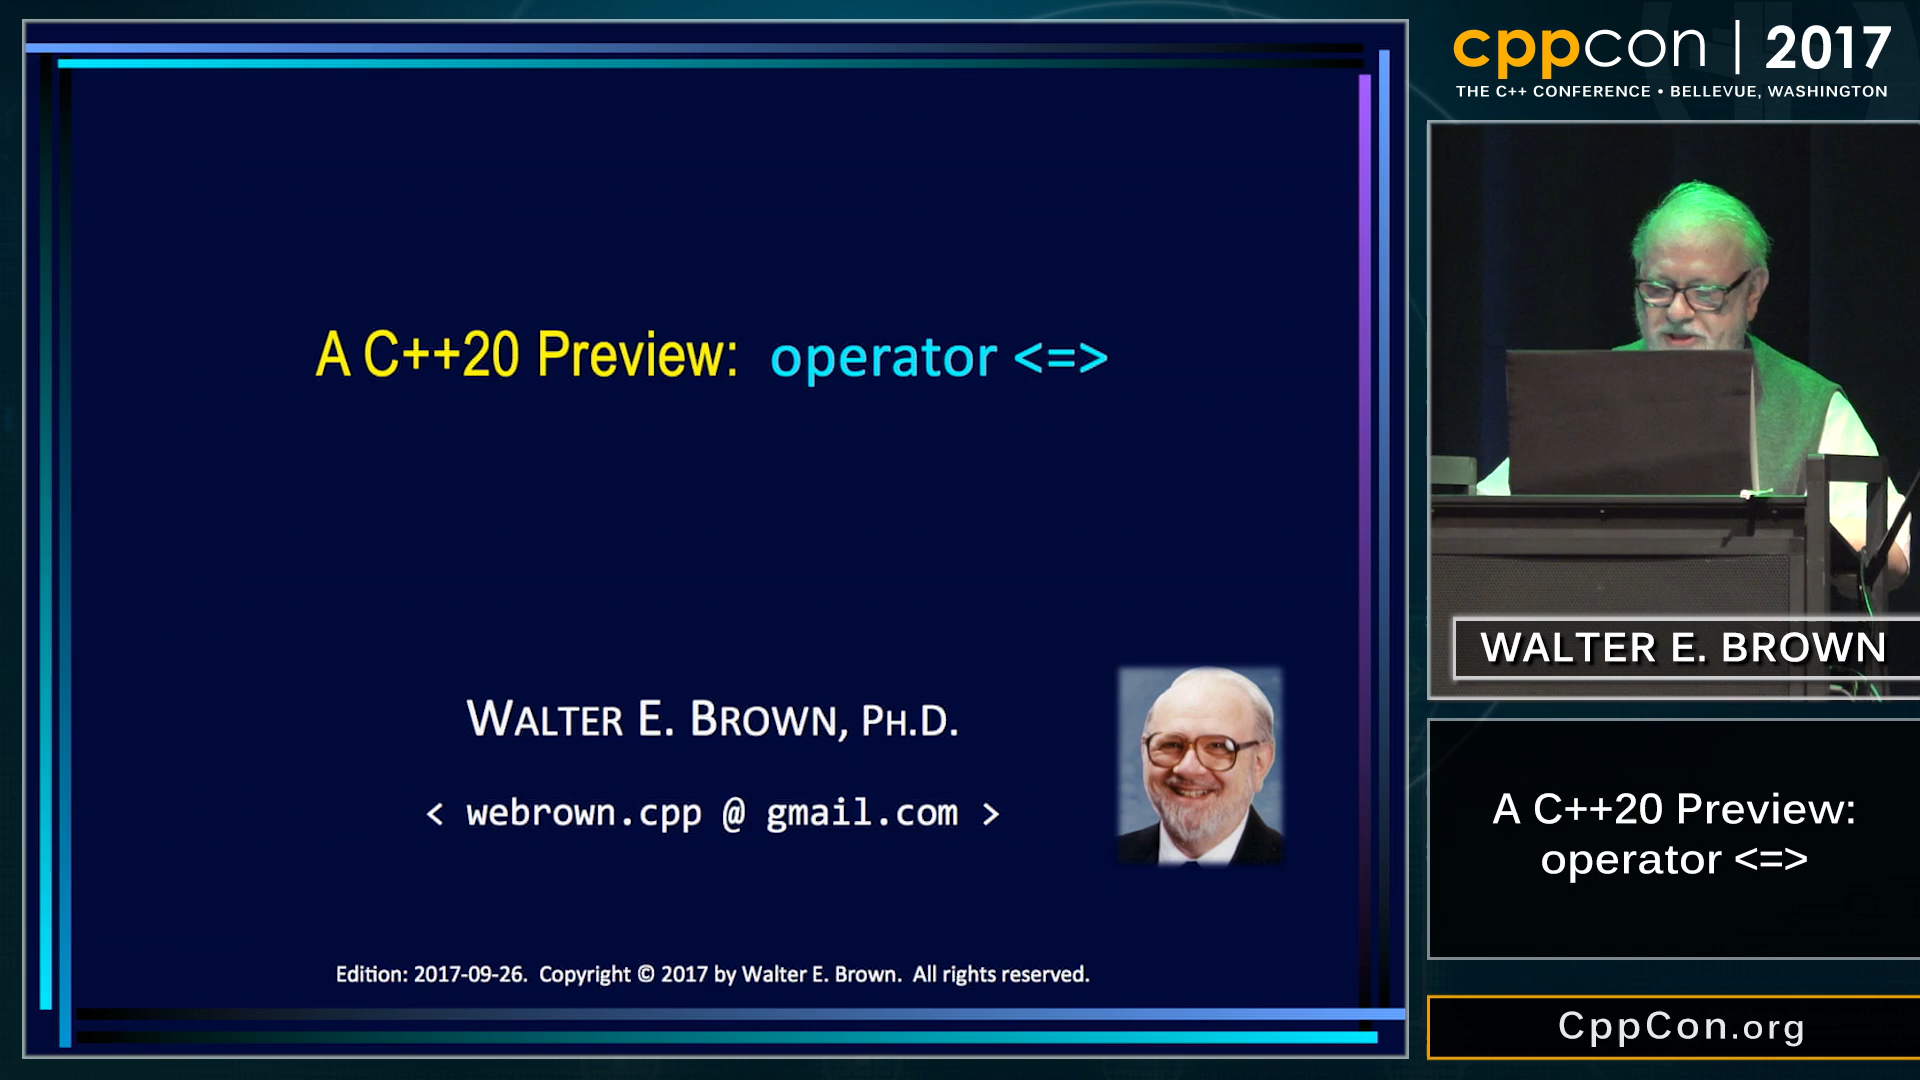 A C++20 Preview: operator <=>
WALTER E. BROWN, PH.D.
< webrown.cpp @ gmail.com >
Edition: 2017-09-26. Copyright © 2017 by Walter E. Brown. All rights reserved.
cppcon | 2017
THE C++ CONFERENCE • BELLEVUE, WASHINGTON
WALTER E. BROWN
A C++20 Preview:
operator <=>
CppCon.org